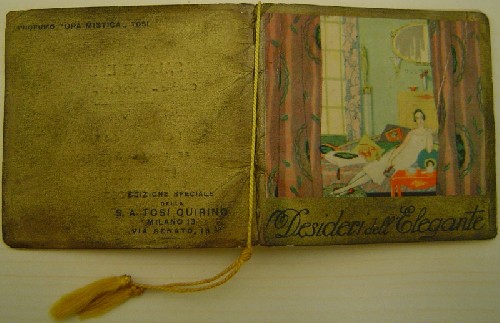 PROFUMO "UPA MISTICA" TOSI
EDIZIONE SPECIALE
DELLA
S. A. TOSI QUIRINO
MILANO 13
VIA SENATO, 18
Desideri dell'Elegante